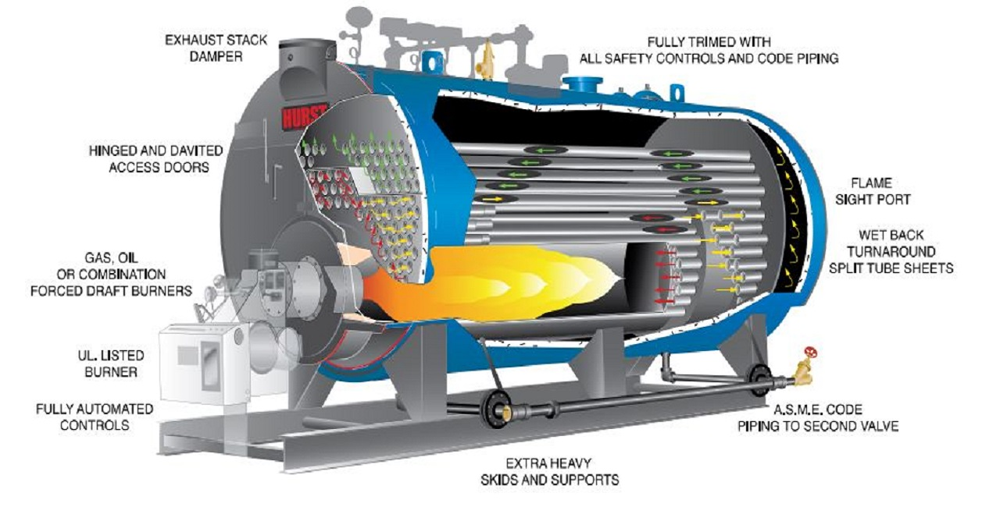 EXHAUST STACK
DAMPER
FULLY TRIMED WITH
ALL SAFETY CONTROLS AND CODE PIPING
HURST
HINGED AND DAVITED
ACCESS DOORS
FLAME
SIGHT PORT
WET BACK
TURNAROUND
SPLIT TUBE SHEETS
GAS, OIL
OR COMBINATION
FORCED DRAFT BURNERS
UL. LISTED
BURNER
FULLY AUTOMATED
CONTROLS
A.S.M.E. CODE
PIPING TO SECOND VALVE
EXTRA HEAVY
SKIDS AND SUPPORTS